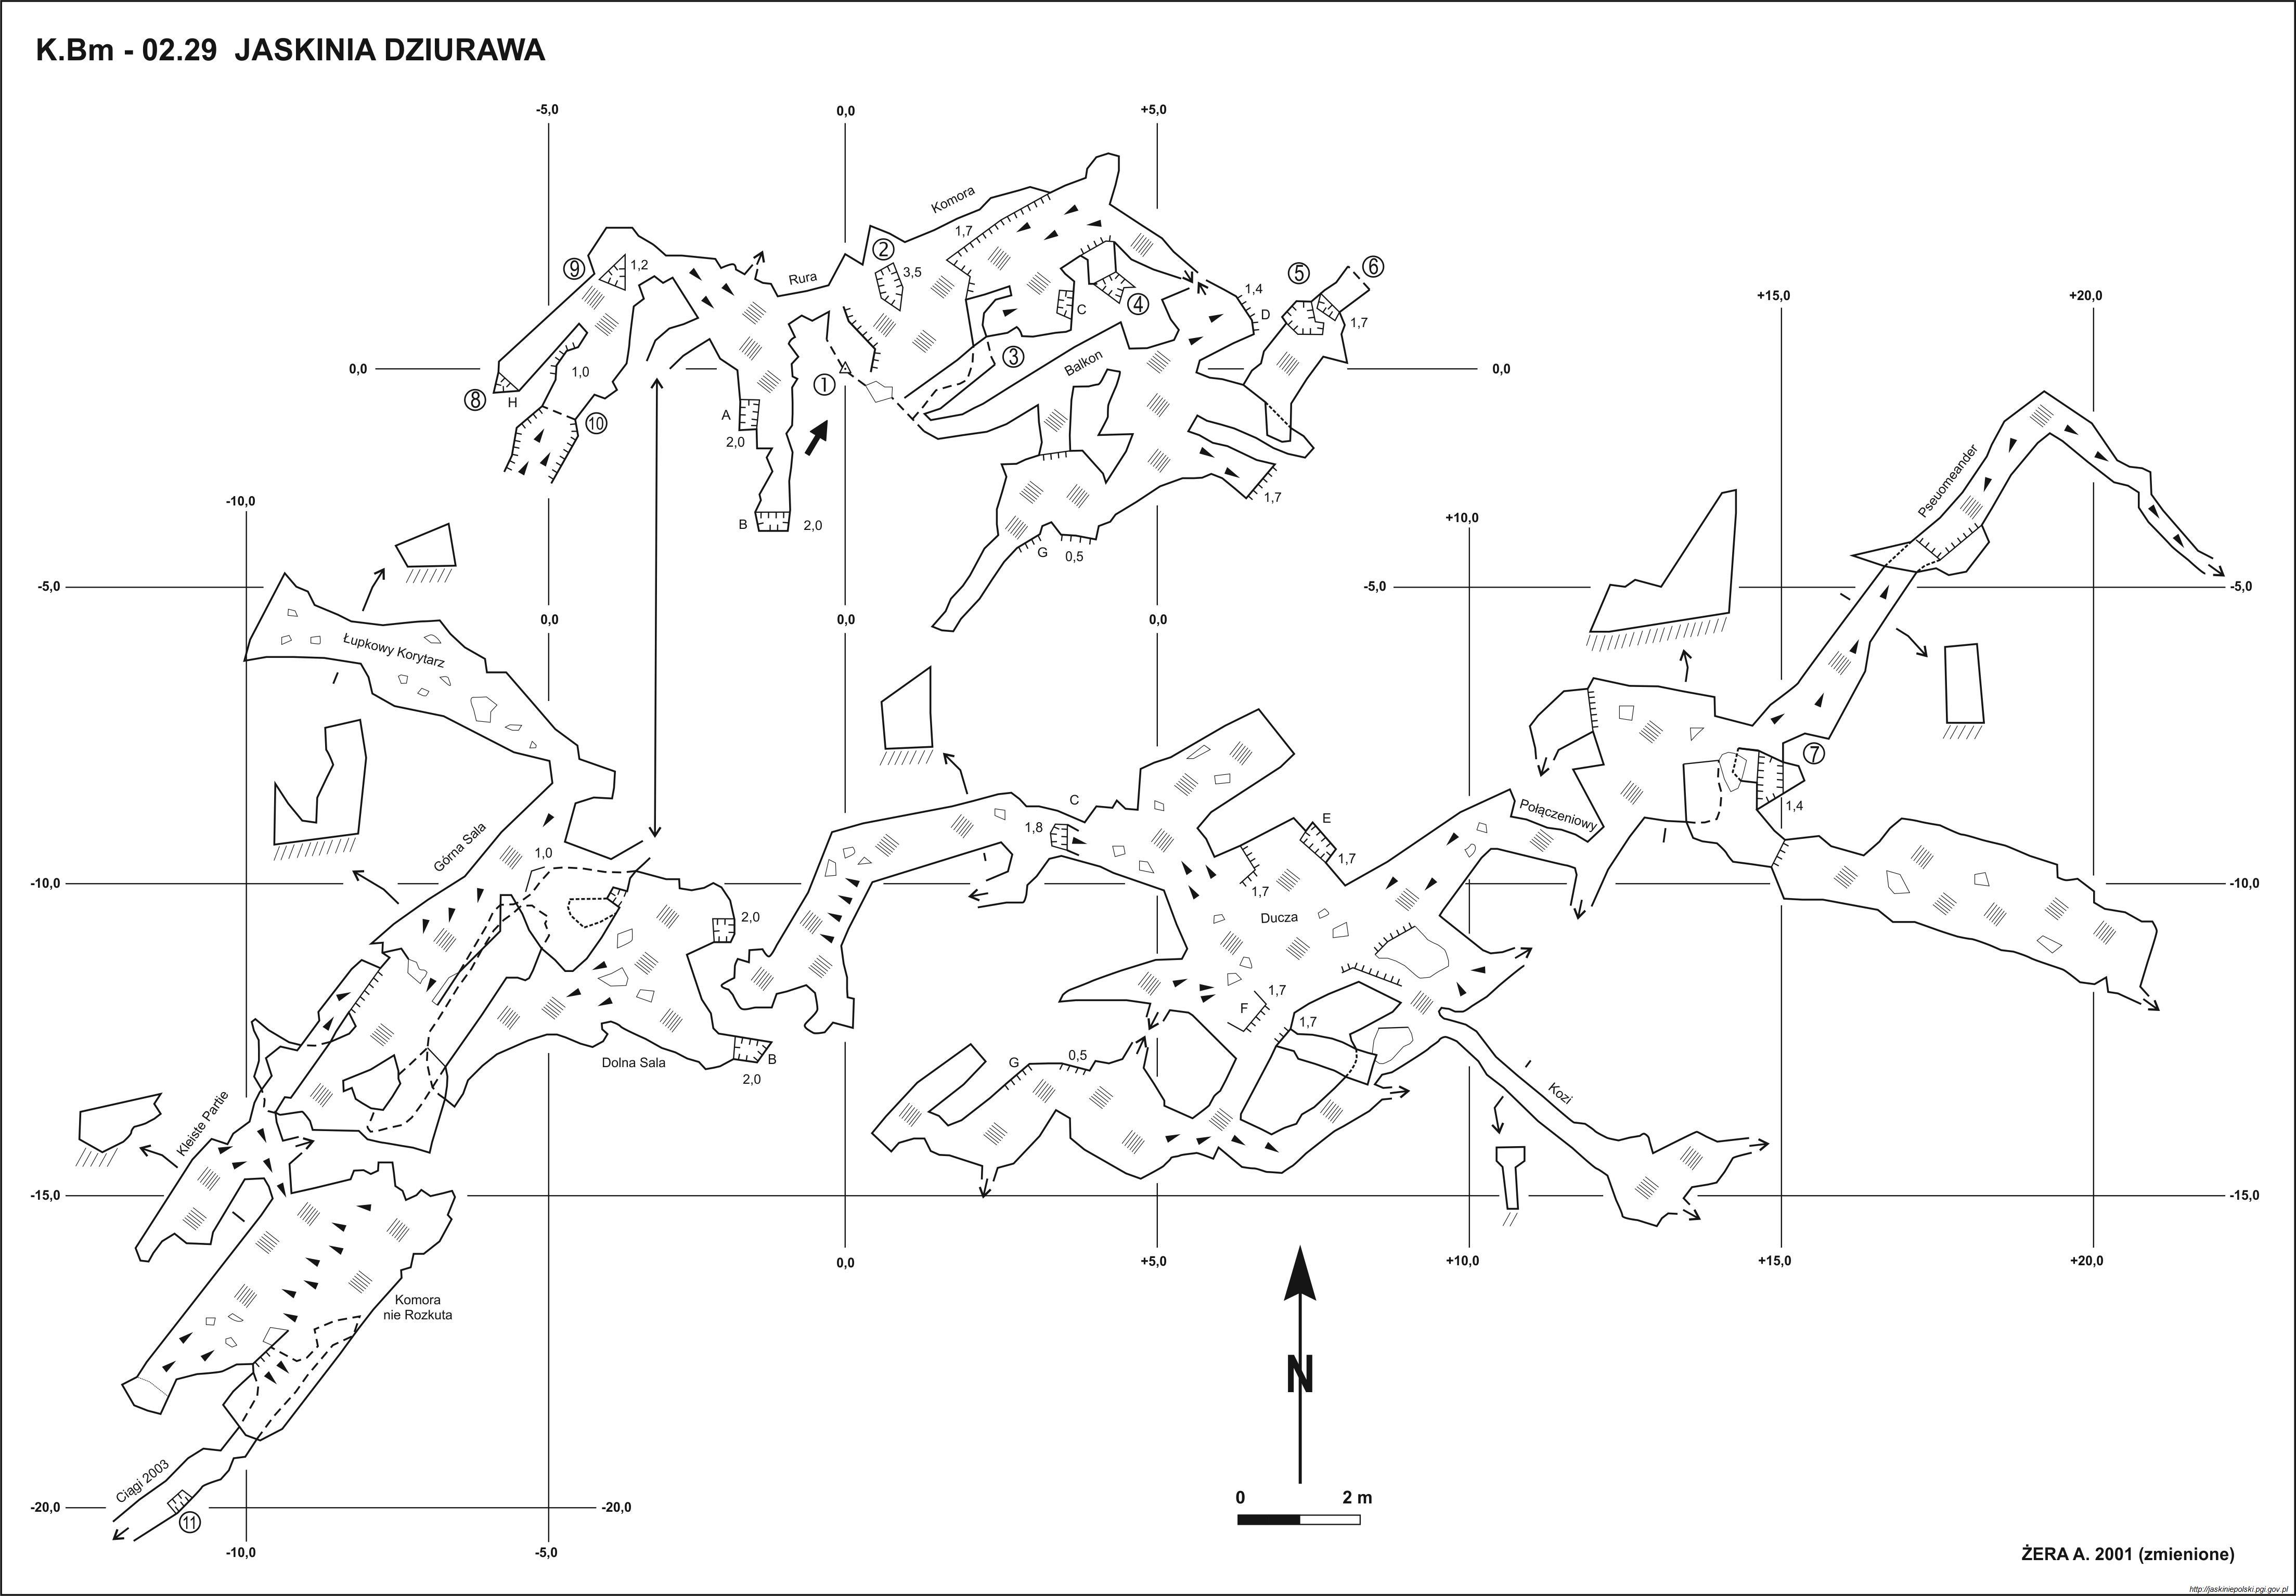 K.Bm - 02.29 JASKINIA DZIURAWA
-5,0
0,0
+5,0
Komora
1,7
2
3,5
9
1,2
Rura
C
4
1,4
D
5
6
1,7
+15,0
+20,0
0,0
8
H
1,0
10
A
2,0
1
3
Balkon
0,0
B
2,0
G
0,5
1,7
-10,0
+10,0
Pseuomeander
-5,0
0,0
0,0
0,0
-5,0
-5,0
Łupkowy Korytarz
Górna Sala
1,0
C
1,8
E
1,7
1,7
Połączeniowy
7
1,4
-10,0
-10,0
2,0
Ducza
F
1,7
1,7
Dolna Sala
B
2,0
G
0,5
Kozi
Kleiste Partie
-15,0
-15,0
0,0
+5,0
+10,0
+15,0
+20,0
Komora
nie Rozkuta
N
Ciągi 2003
11
-20,0
-20,0
0
2 m
-10,0
-5,0
ŻERA A. 2001 (zmienione)
http://jaskiniepolski.pgi.gov.pl